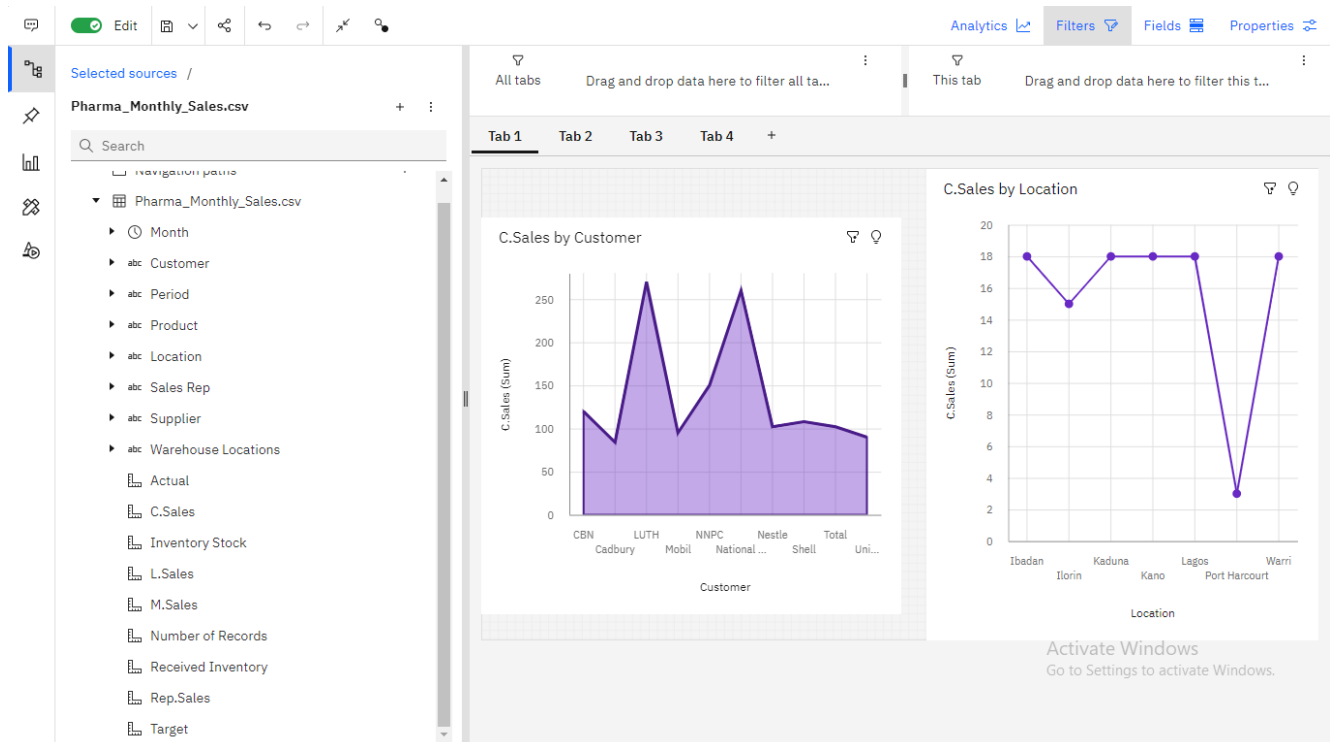 Edit
Analytics
Filters
Fields
Properties
Selected sources /
Pharma_Monthly_Sales.csv
Search
Navigation paths
Pharma_Monthly_Sales.csv
Month
abc Customer
abc Period
abc Product
abc Location
abc Sales Rep
abc Supplier
abc Warehouse Locations
Actual
C.Sales
Inventory Stock
L.Sales
M.Sales
Number of Records
Received Inventory
Rep.Sales
Target
All tabs
Drag and drop data here to filter all ta...
This tab
Drag and drop data here to filter this t...
Tab 1 Tab 2 Tab 3 Tab 4 +
C.Sales by Customer
C.Sales (Sum)
250
200
150
100
50
0
CBN LUTH NNPC Nestle Total
Cadbury Mobil National ... Shell Uni...
Customer
C.Sales by Location
C.Sales (Sum)
20
18
16
14
12
10
8
6
4
2
0
Ibadan Kaduna Lagos Warri
Ilorin Kano Port Harcourt
Location
Activate Windows
Go to Settings to activate Windows.